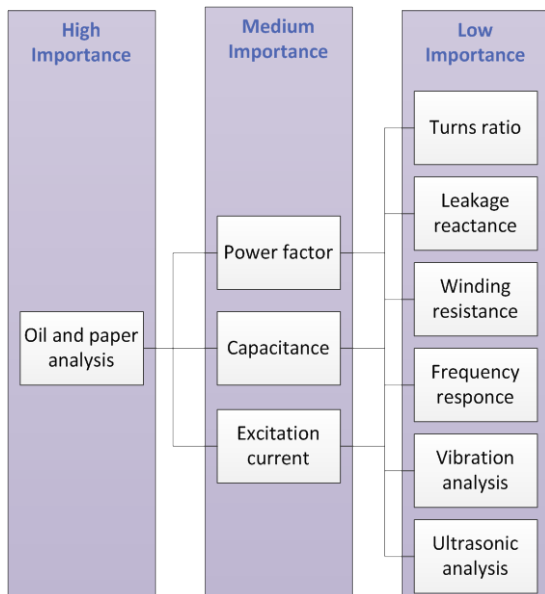 High
Importance
Oil and paper
analysis
Medium
Importance
Power factor
Capacitance
Excitation
current
Low
Importance
Turns ratio
Leakage
reactance
Winding
resistance
Frequency
responce
Vibration
analysis
Ultrasonic
analysis